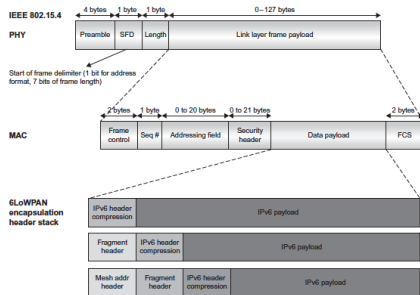 IEEE 802.15.4
4 bytes 1 byte 1 byte 0–127 bytes
PHY
Preamble SFD Length Link layer frame payload
Start of frame delimiter (1 bit for address
format, 7 bits of frame length)
2 bytes 1 byte 0 to 20 bytes 0 to 21 bytes 2 bytes
MAC
Frame control Seq # Addressing field Security header Data payload FCS
6LoWPAN
encapsulation
header stack
IPv6 header compression IPv6 payload
Fragment header IPv6 header compression IPv6 payload
Mesh addr header Fragment header IPv6 header compression IPv6 payload